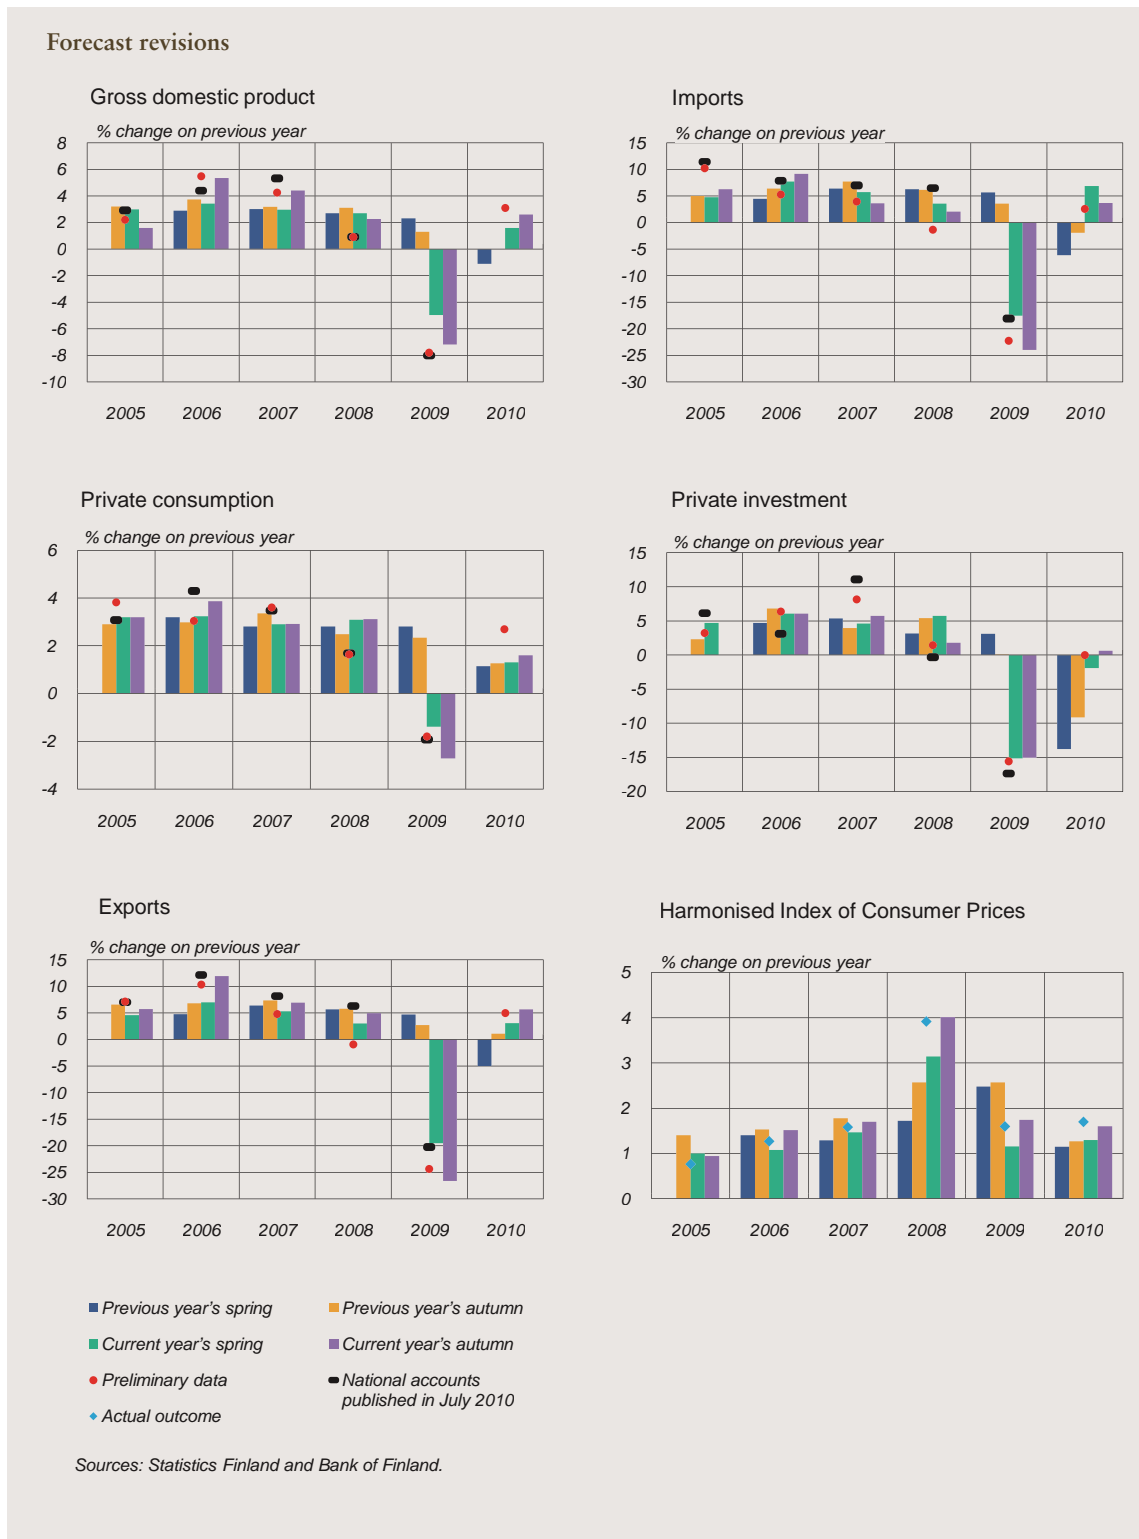 Forecast revisions
Gross domestic product
% change on previous year
8
6
4
2
0
-2
-4
-6
-8
-10
2005 2006 2007 2008 2009 2010
Imports
% change on previous year
15
10
5
0
-5
-10
-15
-20
-25
-30
2005 2006 2007 2008 2009 2010
Private consumption
% change on previous year
6
4
2
0
-2
-4
2005 2006 2007 2008 2009 2010
Private investment
% change on previous year
15
10
5
0
-5
-10
-15
-20
2005 2006 2007 2008 2009 2010
Exports
% change on previous year
15
10
5
0
-5
-10
-15
-20
-25
-30
2005 2006 2007 2008 2009 2010
Harmonised Index of Consumer Prices
% change on previous year
5
4
3
2
1
0
2005 2006 2007 2008 2009 2010
Previous year's spring
Previous year's autumn
Current year's spring
Current year's autumn
Preliminary data
National accounts
published in July 2010
Actual outcome
Sources: Statistics Finland and Bank of Finland.